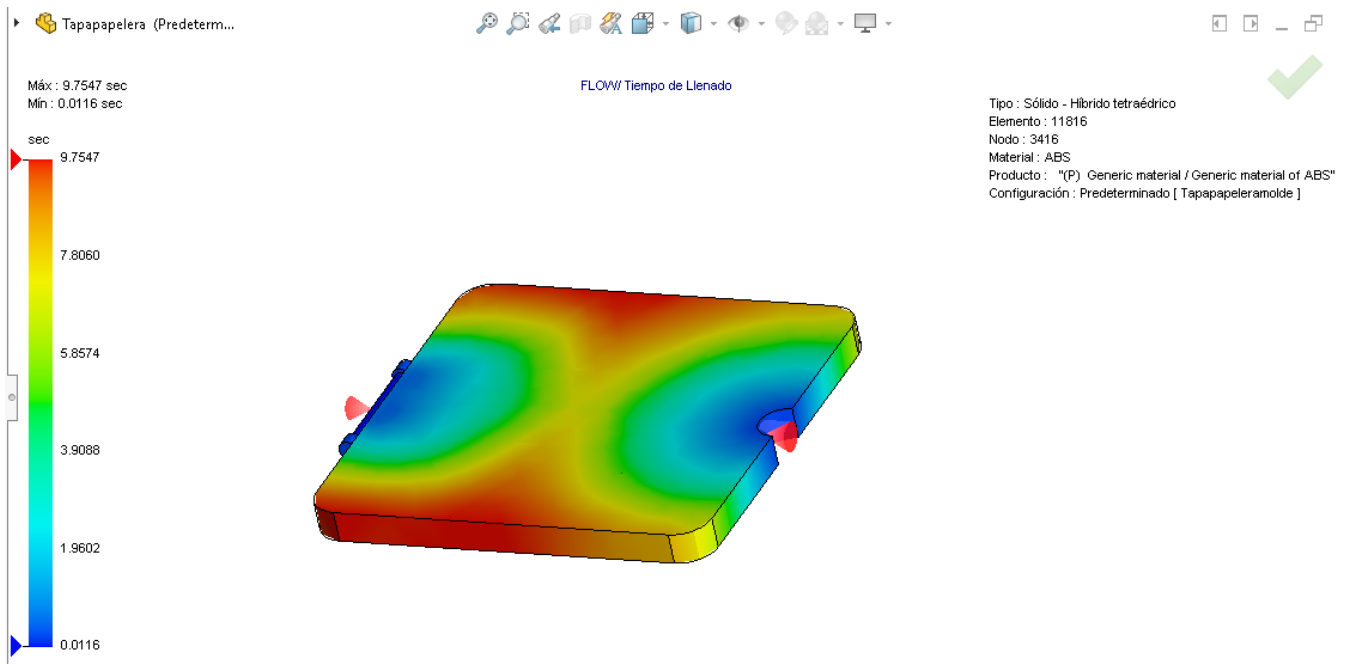 Tapapapelera (Predeterm...
Máx : 9.7547 sec
Mín : 0.0116 sec
FLOW/ Tiempo de Llenado
Tipo : Sólido - Híbrido tetraédrico
Elemento : 11816
Nodo : 3416
Material : ABS
Producto : "(P) Generic material / Generic material of ABS"
Configuración : Predeterminado [ Tapapapeleramolde ]
sec
9.7547
7.8060
5.8574
3.9088
1.9602
0.0116